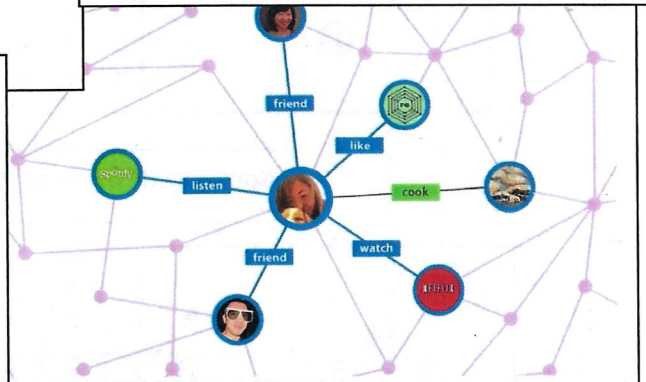 friend
like
Spotify
listen
cook
watch
friend
NETFLIX